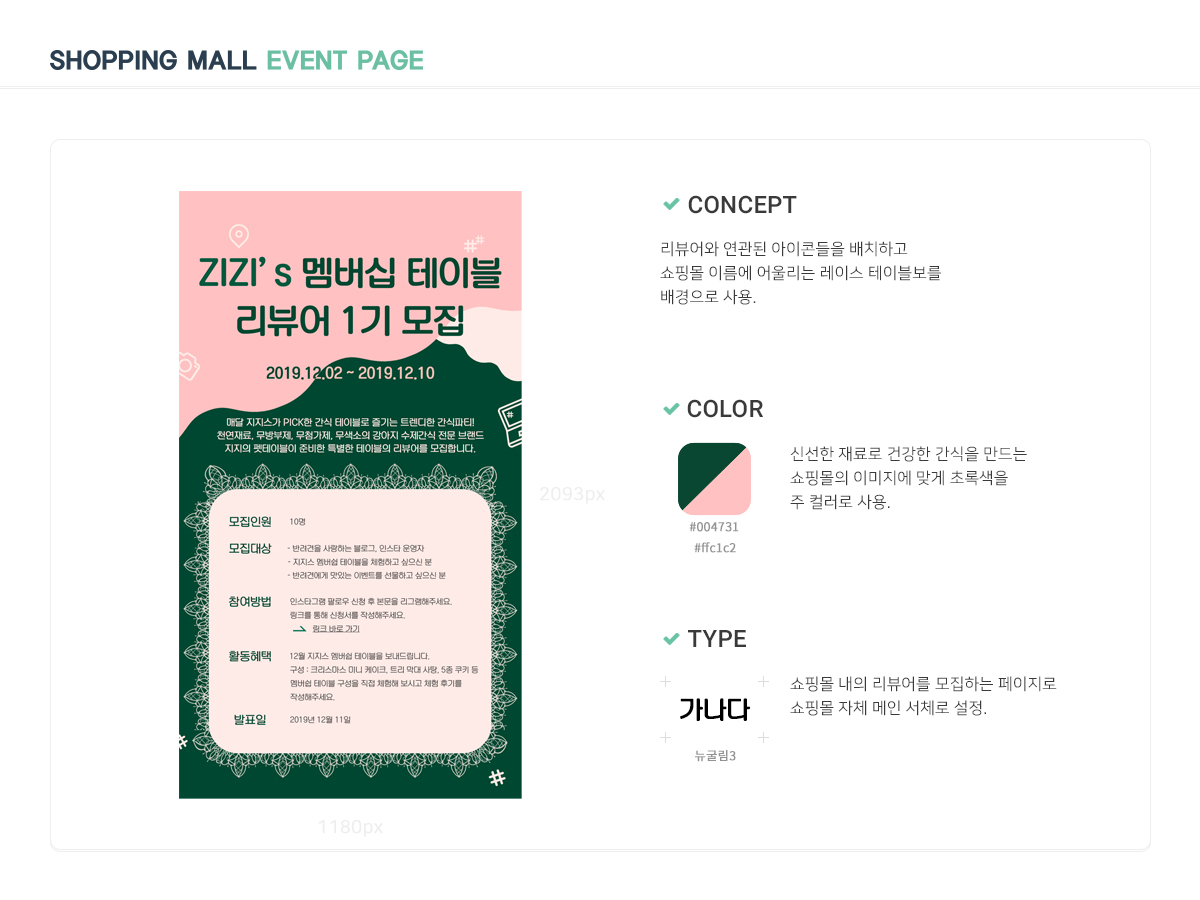 SHOPPING MALL EVENT PAGE
ZIZI's 멤버십 테이블
리뷰어 1기 모집
2019.12.02 ~ 2019.12.10
매달 지지스가 PICK한 간식 테이블로 즐기는 트렌디한 간식파티!
천연재료, 무방부제, 무첨가제, 무색소의 강아지 수제간식 전문 브랜드
지지의 펫테이블이 준비한 특별한 테이블의 리뷰어를 모집합니다.
모집인원 10명
모집대상 - 반려견을 사랑하는 블로그, 인스타 운영자
- 지지스 멤버쉽 테이블을 체험하고 싶으신 분
- 반려견에게 맛있는 이벤트를 선물하고 싶으신 분
참여방법 인스타그램 팔로우 신청 후 본문을 리그램해주세요.
링크를 통해 신청서를 작성해주세요.
링크 바로 가기
활동혜택 12월 지지스 멤버쉽 테이블을 보내드립니다.
구성 : 크리스마스 미니 케이크, 트리 막대 사탕, 5종 쿠키 등
멤버쉽 테이블 구성을 직접 체험해 보시고 체험 후기를
작성해주세요.
발표일 2019년 12월 11일
2093px
1180px
CONCEPT
리뷰어와 연관된 아이콘들을 배치하고
쇼핑몰 이름에 어울리는 레이스 테이블보를
배경으로 사용.
COLOR
신선한 재료로 건강한 간식을 만드는
쇼핑몰의 이미지에 맞게 초록색을
주 컬러로 사용.
#004731
#ffc1c2
TYPE
쇼핑몰 내의 리뷰어를 모집하는 페이지로
쇼핑몰 자체 메인 서체로 설정.
가나다
뉴굴림3